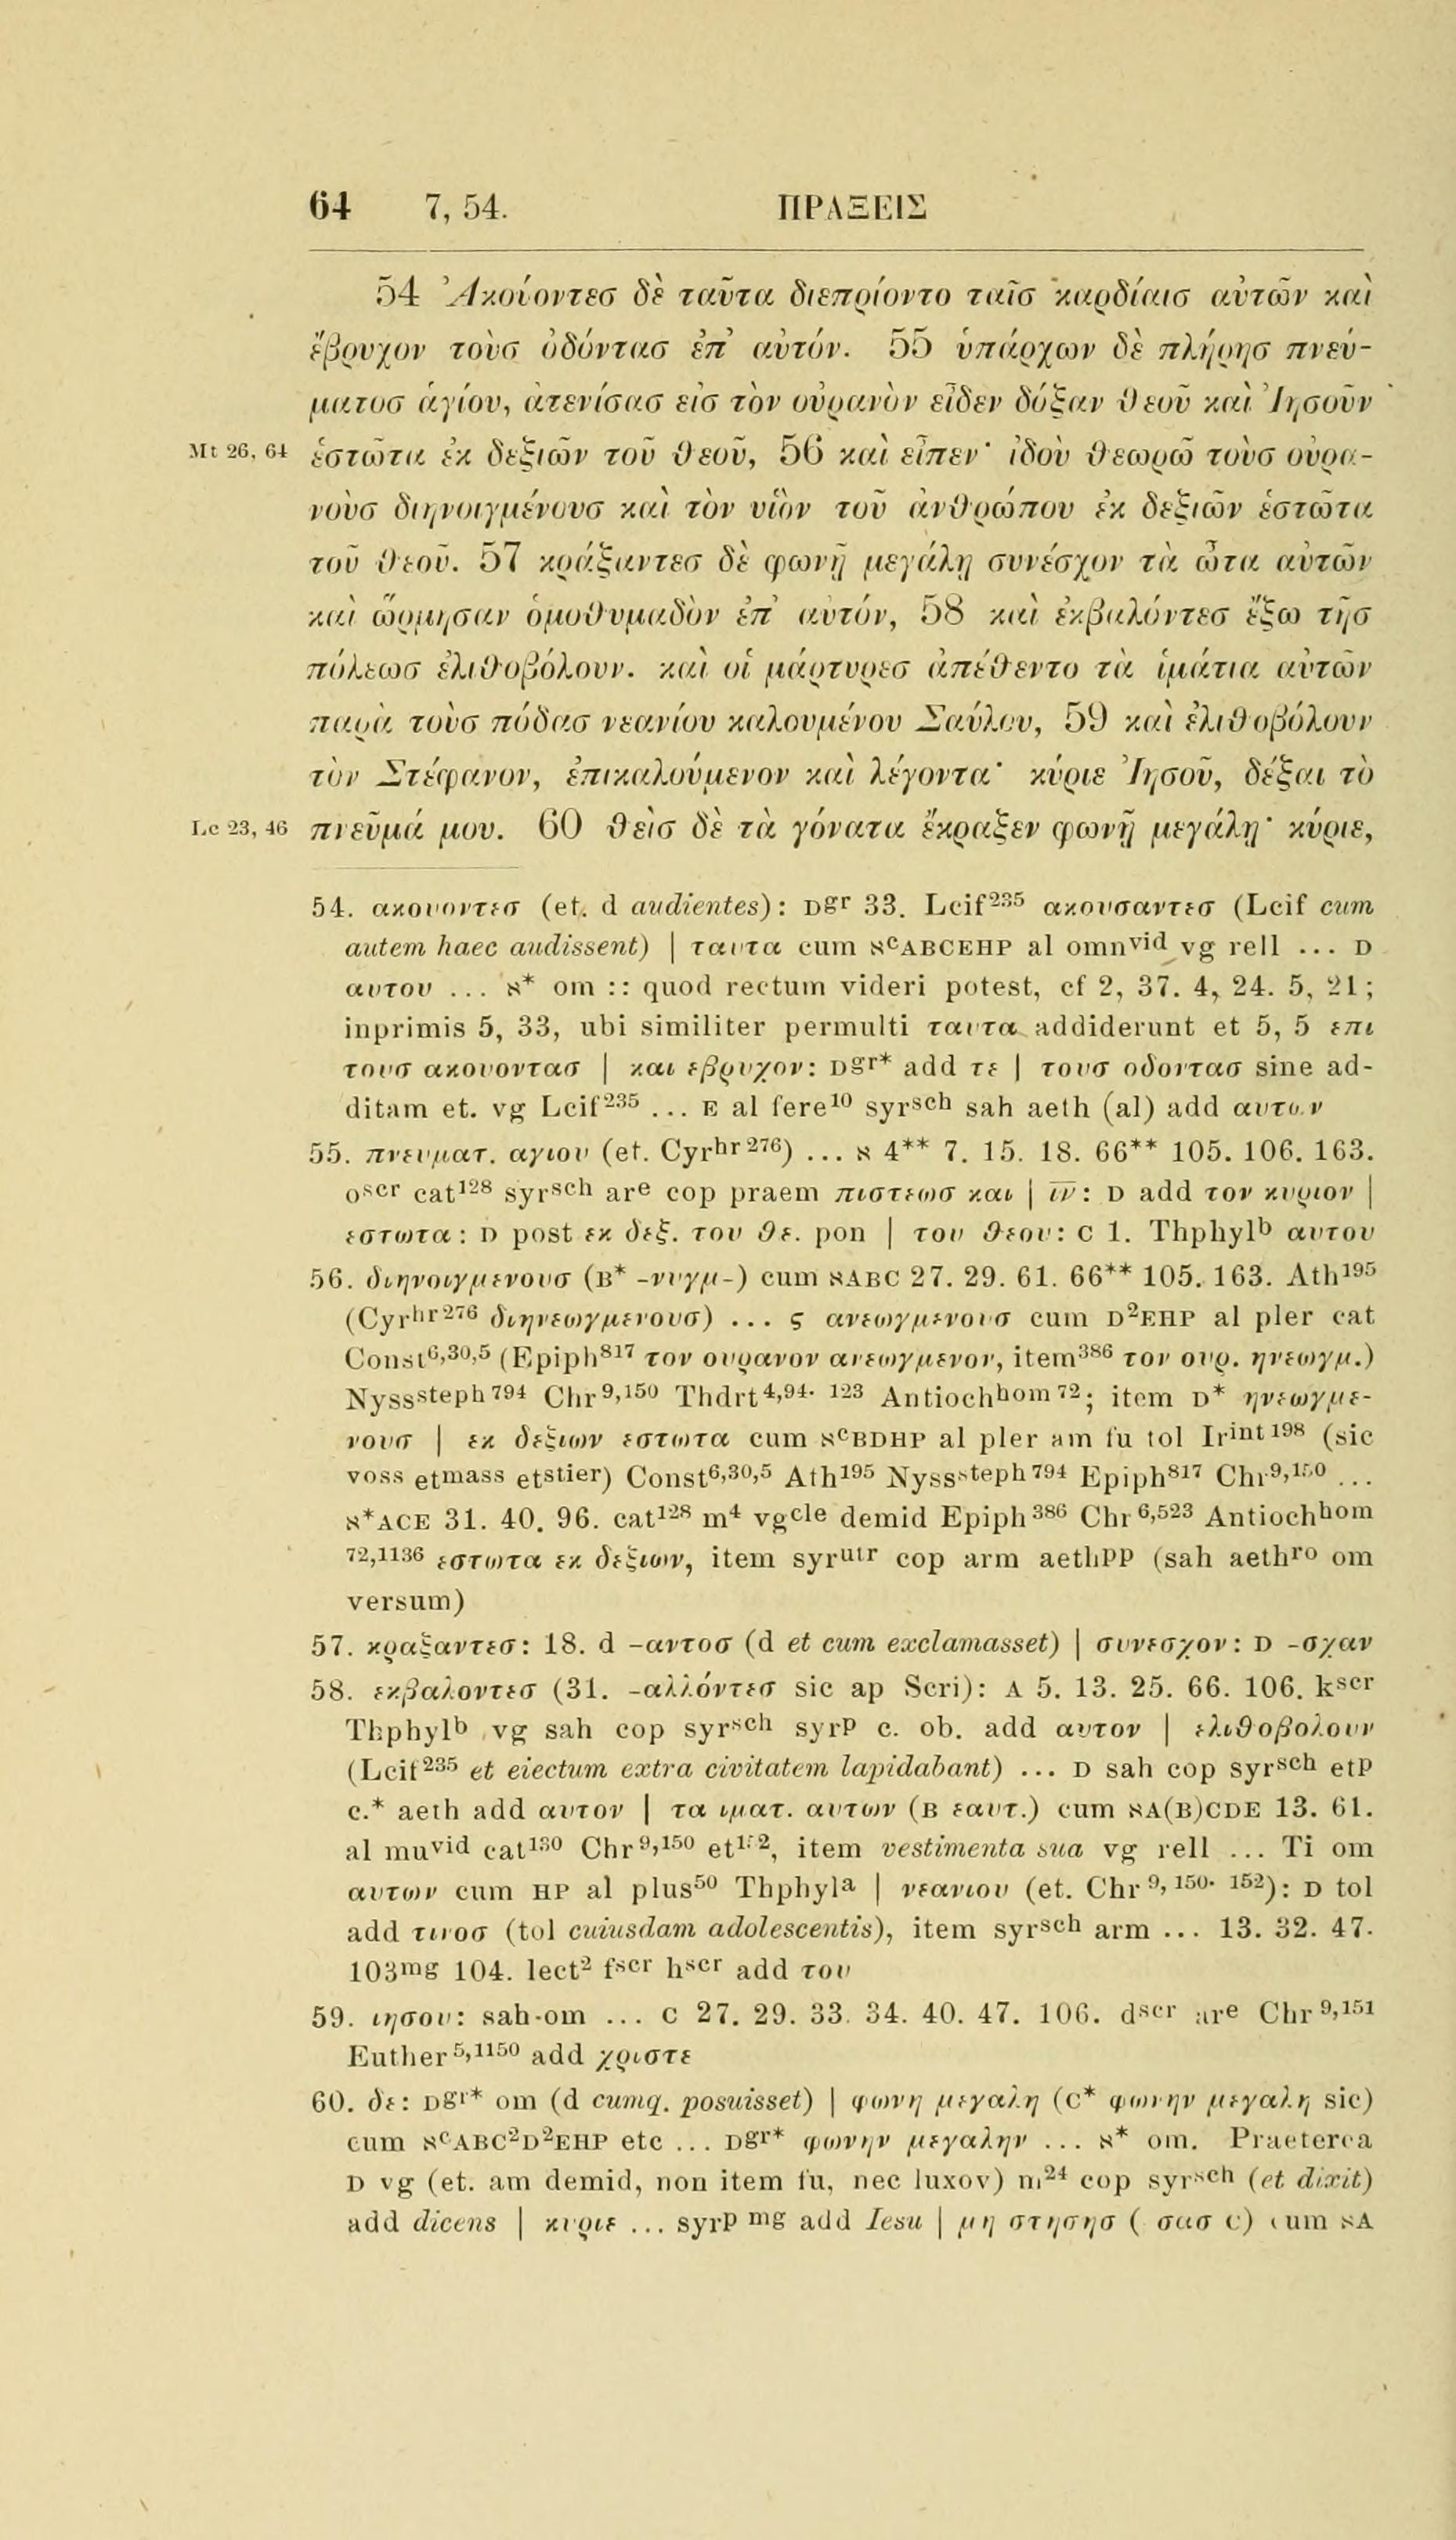 64 7, 54. ΠΡΑΞΕΙΣ
54 Ἀκούοντεσ δὲ ταῦτα διεπρίοντο ταῖσ καρδίαισ αὐτῶν καὶ
ἔβρυχον τοὺσ ὀδόντασ ἐπ' αὐτόν. 55 ὑπάρχων δὲ πλήρησ πνεύ-
ματοσ ἁγίου, ἀτενίσασ εἰσ τὸν οὐρανὸν εἶδεν δόξαν θεοῦ καὶ Ἰησοῦν
Mt 26, 64 ἑστῶτα ἐκ δεξιῶν τοῦ θεοῦ, 56 καὶ εἶπεν· ἰδοὺ θεωρῶ τοὺσ οὐρα-
νοὺσ διηνοιγμένουσ καὶ τὸν υἱὸν τοῦ ἀνθρώπου ἐκ δεξιῶν ἑστῶτα
τοῦ θεοῦ. 57 κράξαντεσ δὲ φωνῇ μεγάλῃ συνέσχον τὰ ὦτα αὐτῶν
καὶ ὥρμησαν ὁμοθυμαδὸν ἐπ' αὐτόν, 58 καὶ ἐκβαλόντεσ ἔξω τῆσ
πόλεωσ ἐλιθοβόλουν. καὶ οἱ μάρτυρεσ ἀπέθεντο τὰ ἱμάτια αὐτῶν
παρὰ τοὺσ πόδασ νεανίου καλουμένου Σαύλου, 59 καὶ ἐλιθοβόλουν
τὸν Στέφανον, ἐπικαλούμενον καὶ λέγοντα· κύριε Ἰησοῦ, δέξαι τὸ
Lc 23, 46 πνεῦμά μου. 60 θεὶσ δὲ τὰ γόνατα ἔκραξεν φωνῇ μεγάλῃ· κύριε,
54. ακουοντεσ (et. d audientes): Dgr 33. Lcif235 ακουσαντεσ (Lcif cum
autem haec audissent) | ταυτα cum אcABCEHP al omnvid vg rell ... D
αυτου ... א* om :: quod rectum videri potest, cf 2, 37. 4, 24. 5, 21;
inprimis 5, 33, ubi similiter permulti ταυτα addiderunt et 5, 5 επι
τουσ ακουοντασ | και εβρυχον: Dgr* add τε | τουσ οδοντασ sine ad-
ditam et. vg Lcif235 ... E al fere10 syrsch sah aeth (al) add αυτων
55. πνευματ. αγιου (et. Cyrhr276) ... א 4** 7. 15. 18. 66** 105. 106. 163.
oscr cat128 syrsch are cop praem πιστεωσ και | ιν̅: D add τον κυριον |
εστωτα: D post εκ δεξ. του θε. pon | του θεου: C 1. Thphylb αυτου
56. διηνοιγμενουσ (B* -νυγμ-) cum אABC 27. 29. 61. 66** 105. 163. Ath195
(Cyrhr276 διηνεωγμενουσ) ... ς ανεωγμενουσ cum D2EHP al pler cat
Const6,30,5 (Epiph817 τον ουρανον ανεωγμενον, item386 τον ουρ. ηνεωγμ.)
Nysssteph794 Chr9,150 Thdrt4,94. 123 Antiochhom72; item D* ηνεωγμε-
νουσ | εκ δεξιων εστωτα cum אcBDHP al pler am fu tol Irint198 (sic
voss etmass etstier) Const6,30,5 Ath195 Nysssteph794 Epiph817 Chr9,150 ...
א*ACE 31. 40. 96. cat128 m4 vgcle demid Epiph386 Chr6,523 Antiochhom
72,1136 εστωτα εκ δεξιων, item syrutr cop arm aethpp (sah aethro om
versum)
57. κραξαντεσ: 18. d -αντοσ (d et cum exclamasset) | συνεσχον: D -σχαν
58. εκβαλοντεσ (31. -αλλόντεσ sic ap Scri): A 5. 13. 25. 66. 106. kscr
Thphylb vg sah cop syrsch syrp c. ob. add αυτον | ελιθοβολουν
(Lcif235 et eiectum extra civitatem lapidabant) ... D sah cop syrsch etp
c.* aeth add αυτον | τα ιματ. αυτων (B εαυτ.) cum אA(B)CDE 13. 61.
al muvid cat130 Chr9,150 et152, item vestimenta sua vg rell ... Ti om
αυτων cum HP al plus50 Thphyla | νεανιου (et. Chr9,150. 152): D tol
add τινοσ (tol cuiusdam adolescentis), item syrsch arm ... 13. 32. 47.
103mg 104. lect2 fscr hscr add του
59. ιησου: sah-om ... C 27. 29. 33. 34. 40. 47. 106. dscr are Chr9,151
Euther5,1150 add χριστε
60. δε: Dgr* om (d cumq. posuisset) | φωνη μεγαλη (C* φωνην μεγαλη sic)
cum אcABC2D2EHP etc ... Dgr* φωνην μεγαλην ... א* om. Praeterea
D vg (et. am demid, non item fu, nec luxov) m24 cop syrsch (et dixit)
add dicens | κυριε ... syrp mg add Iesu | μη στησησ ( σασ C) cum אA